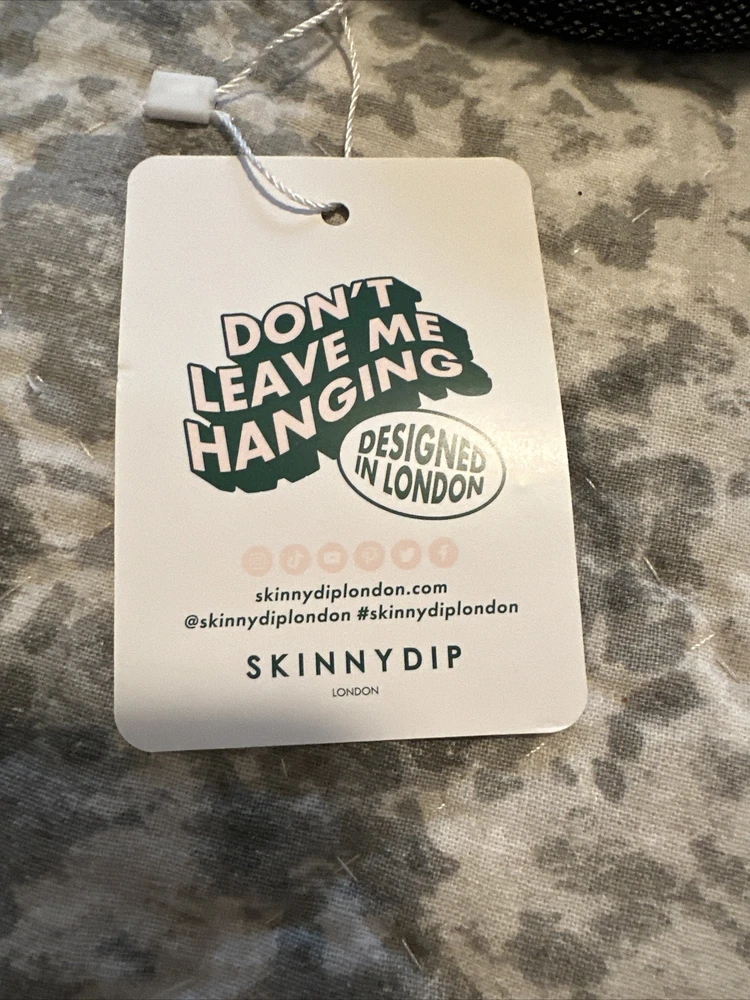 DON'T
LEAVE ME
HANGING
DESIGNED
IN LONDON
skinnydiplondon.com
@skinnydiplondon #skinnydiplondon
SKINNYDIP
LONDON